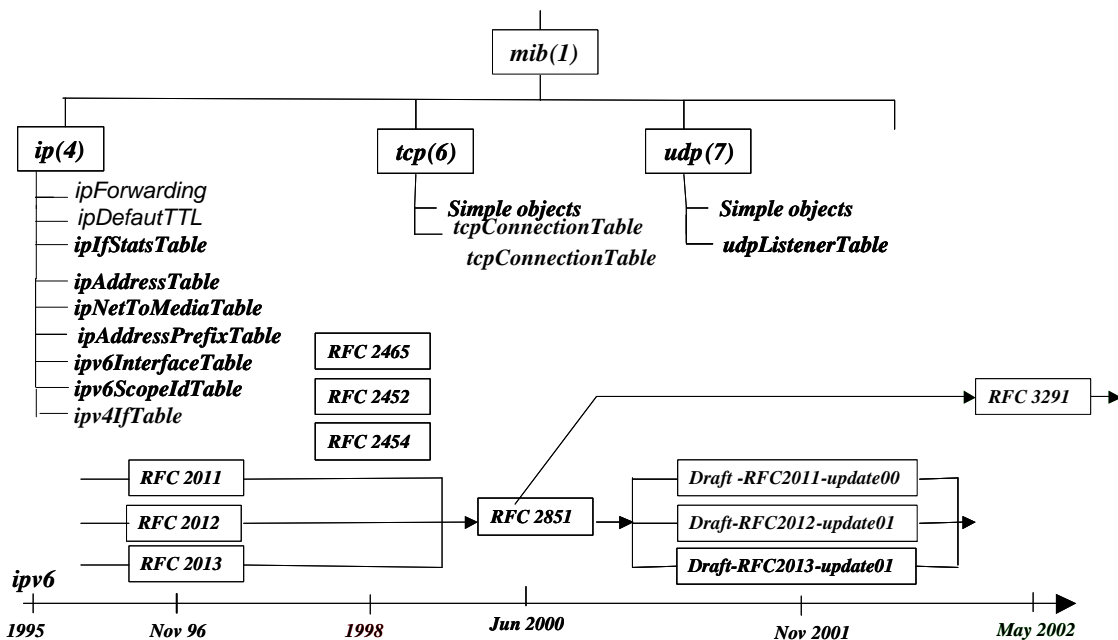 mib(1)
ip(4)
tcp(6)
udp(7)
ipForwarding
ipDefautTTL
ipIfStatsTable
ipAddressTable
ipNetToMediaTable
ipAddressPrefixTable
ipv6InterfaceTable
ipv6ScopeIdTable
ipv4IfTable
Simple objects
tcpConnectionTable
tcpConnectionTable
Simple objects
udpListenerTable
RFC 2465
RFC 2452
RFC 2454
RFC 3291
RFC 2011
RFC 2012
RFC 2013
RFC 2851
Draft -RFC2011-update00
Draft-RFC2012-update01
Draft-RFC2013-update01
ipv6
1995
Nov 96
1998
Jun 2000
Nov 2001
May 2002